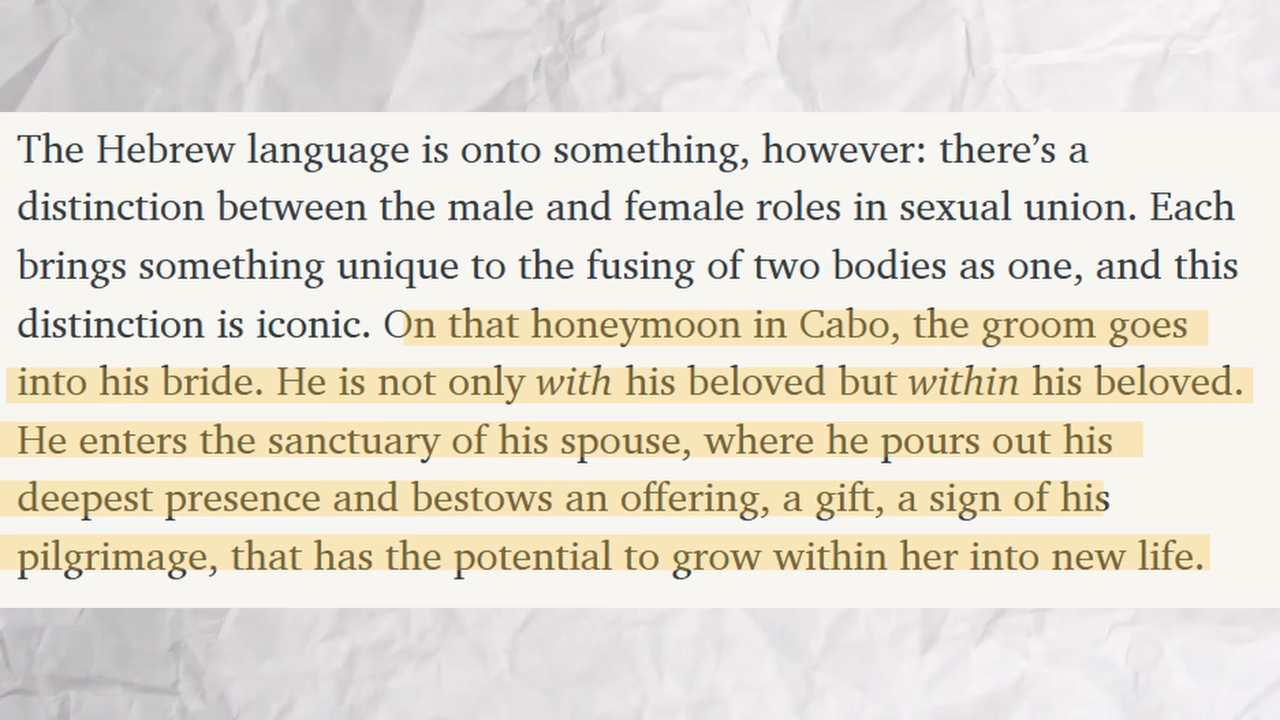 The Hebrew language is onto something, however: there’s a
distinction between the male and female roles in sexual union. Each
brings something unique to the fusing of two bodies as one, and this
distinction is iconic. On that honeymoon in Cabo, the groom goes
into his bride. He is not only with his beloved but within his beloved.
He enters the sanctuary of his spouse, where he pours out his
deepest presence and bestows an offering, a gift, a sign of his
pilgrimage, that has the potential to grow within her into new life.